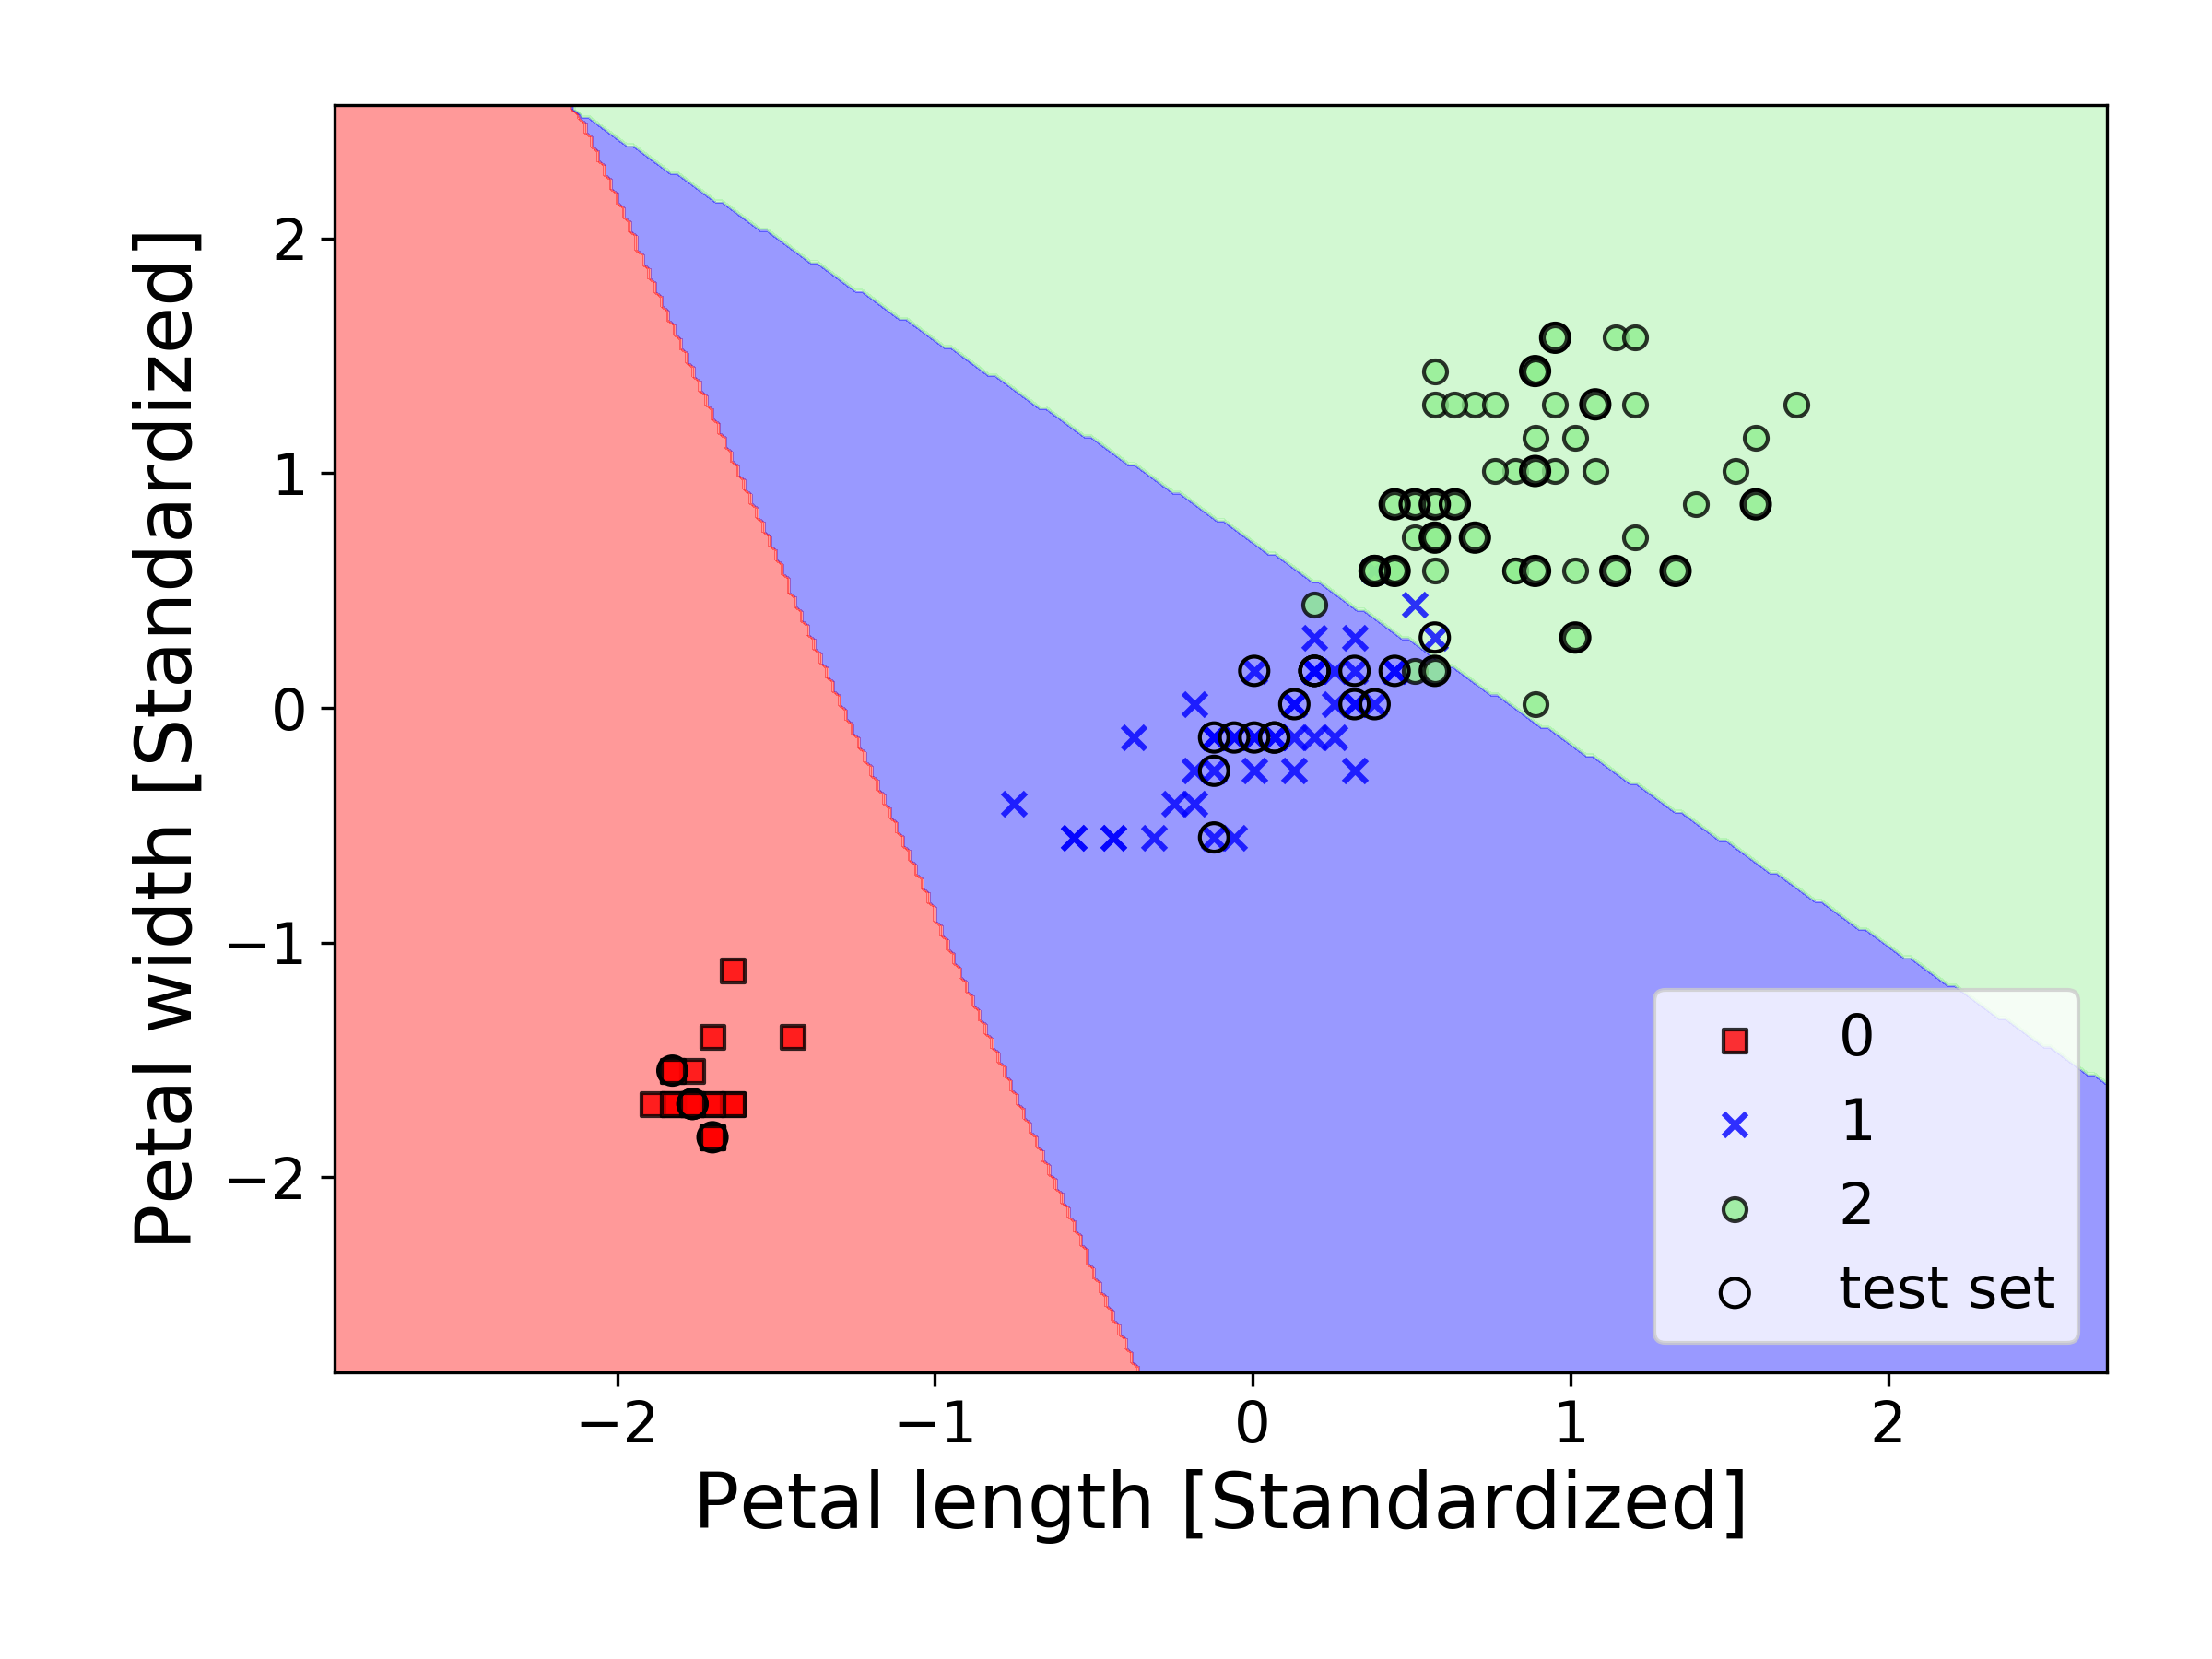 Petal width [Standardized]
2
1
0
−1
−2
0
1
2
test set
−2 −1 0 1 2
Petal length [Standardized]